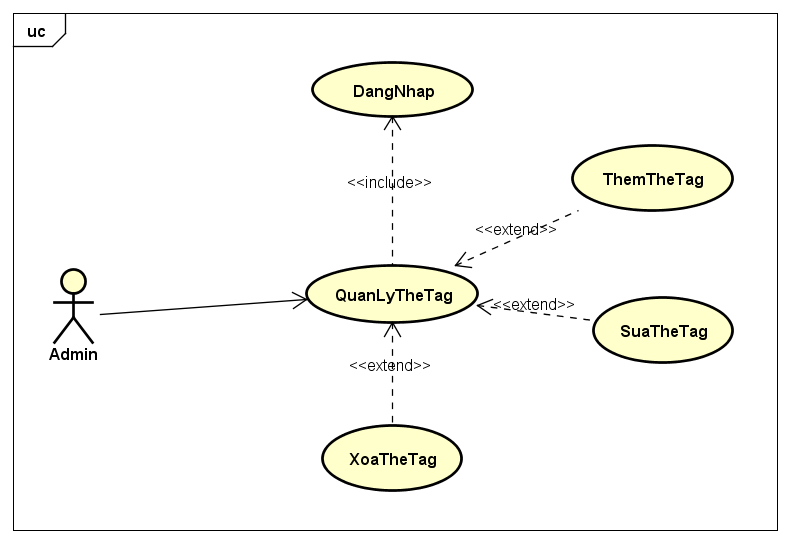 uc
DangNhap
<<include>>
ThemTheTag
<<extend>>
QuanLyTheTag
<<extend>>
SuaTheTag
Admin
<<extend>>
XoaTheTag